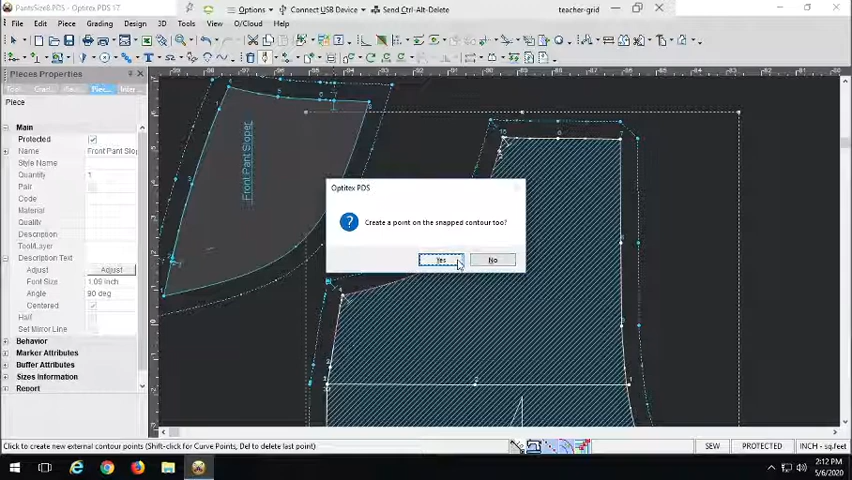 PantsSize8.PDS - Optitex PDS 17
Options
Connect USB Device
Send Ctrl-Alt-Delete
teacher-grid
File Edit Piece Grading Design 3D Tools View O/Cloud Help
Pieces Properties
Piece
Main
Protected
Name Front Pant Slop
Style Name
Quantity 1
Pair
Code
Material
Quality
Description
Tool/Layer
Description Text
Adjust Adjust
Font Size 1.09 inch
Angle 90 deg
Centered
Half
Set Mirror Line
Behavior
Marker Attributes
Buffer Attributes
Sizes Information
Report
Front Pant Sloper
Optitex PDS
Create a point on the snapped contour too?
Yes No
Click to create new external contour points (Shift-click for Curve Points, Del to delete last point)
SEW PROTECTED INCH - sq.feet
2:12 PM
5/6/2020